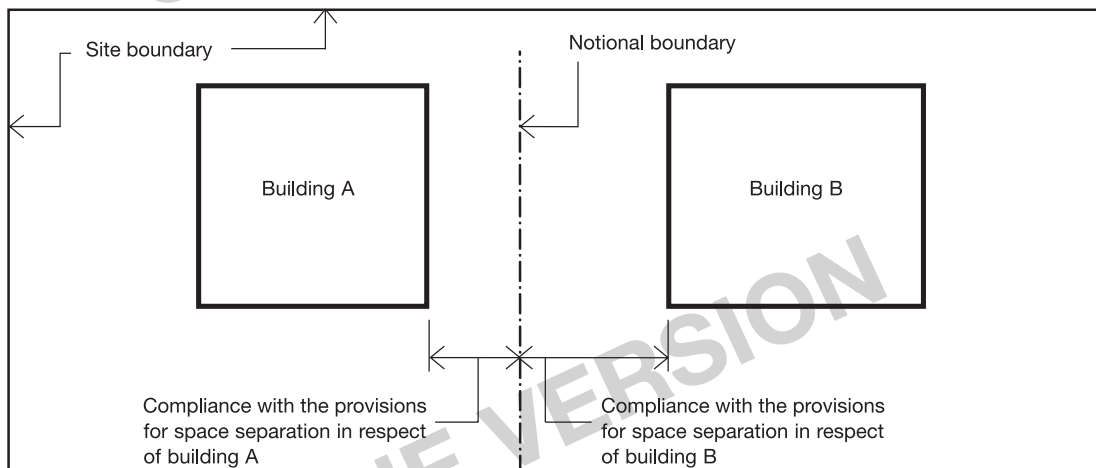 Site boundary
Notional boundary
Building A
Building B
Compliance with the provisions
for space separation in respect
of building A
Compliance with the provisions
for space separation in respect
of building B
VERSION